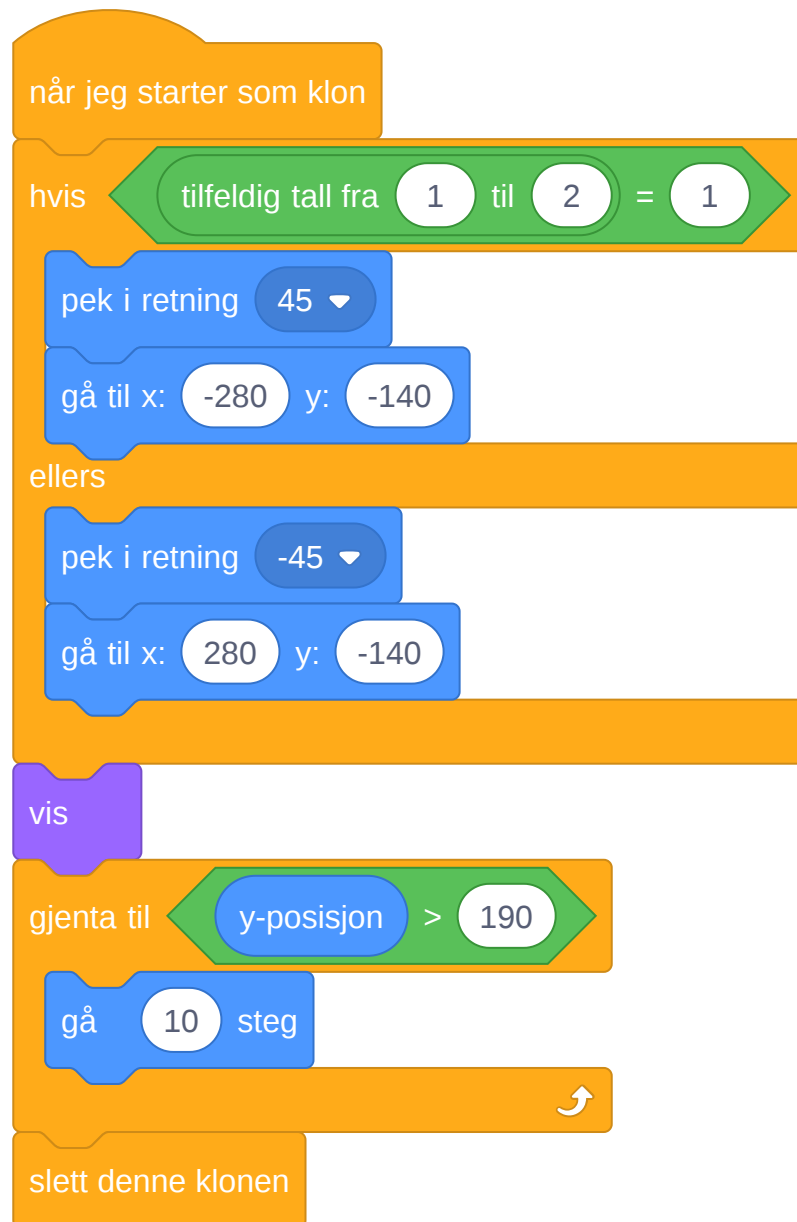 når jeg starter som klon
hvis tilfeldig tall fra 1 til 2 = 1
pek i retning 45
gå til x: -280 y: -140
ellers
pek i retning -45
gå til x: 280 y: -140
vis
gjenta til y-posisjon > 190
gå 10 steg
slett denne klonen